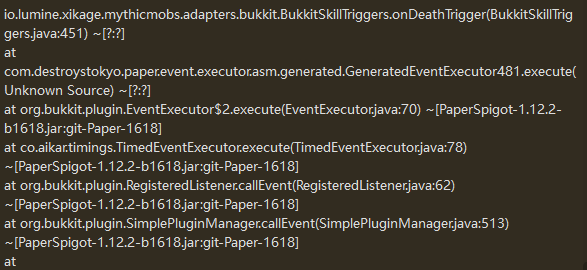 io.lumine.xikage.mythicmobs.adapters.bukkit.BukkitSkillTriggers.onDeathTrigger(BukkitSkillTrig
gers.java:451) ~[?:?]
at
com.destroystokyo.paper.event.executor.asm.generated.GeneratedEventExecutor481.execute(
Unknown Source) ~[?:?]
at org.bukkit.plugin.EventExecutor$2.execute(EventExecutor.java:70) ~[PaperSpigot-1.12.2-
b1618.jar:git-Paper-1618]
at co.aikar.timings.TimedEventExecutor.execute(TimedEventExecutor.java:78)
~[PaperSpigot-1.12.2-b1618.jar:git-Paper-1618]
at org.bukkit.plugin.RegisteredListener.callEvent(RegisteredListener.java:62)
~[PaperSpigot-1.12.2-b1618.jar:git-Paper-1618]
at org.bukkit.plugin.SimplePluginManager.callEvent(SimplePluginManager.java:513)
~[PaperSpigot-1.12.2-b1618.jar:git-Paper-1618]
at